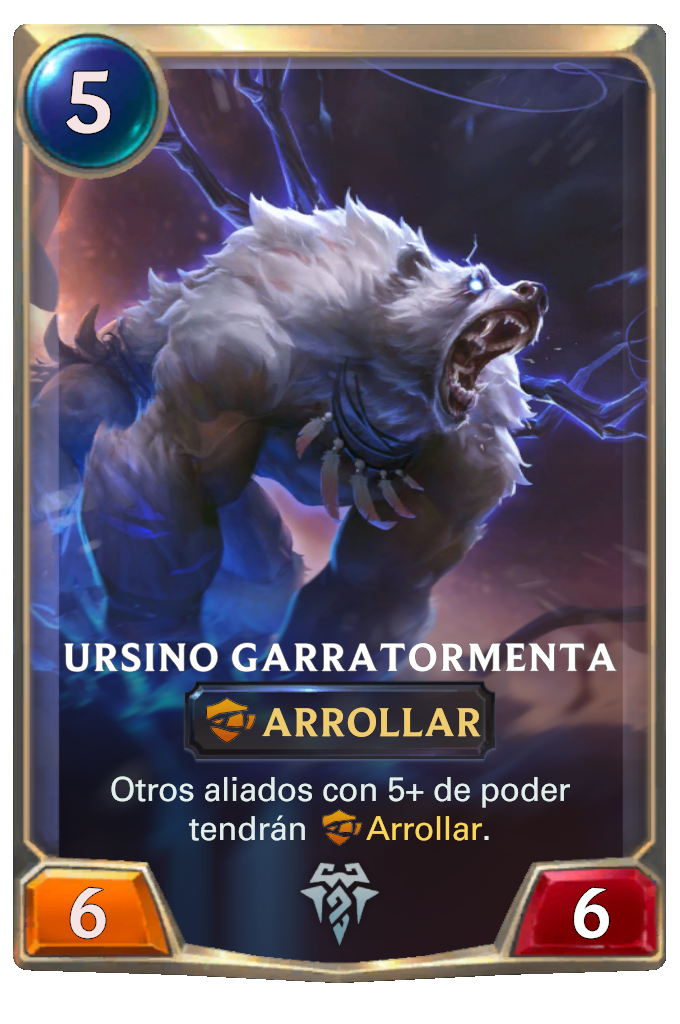 5
URSINO GARRATORMENTA
ARROLLAR
Otros aliados con 5+ de poder
tendrán Arrollar.
6
6